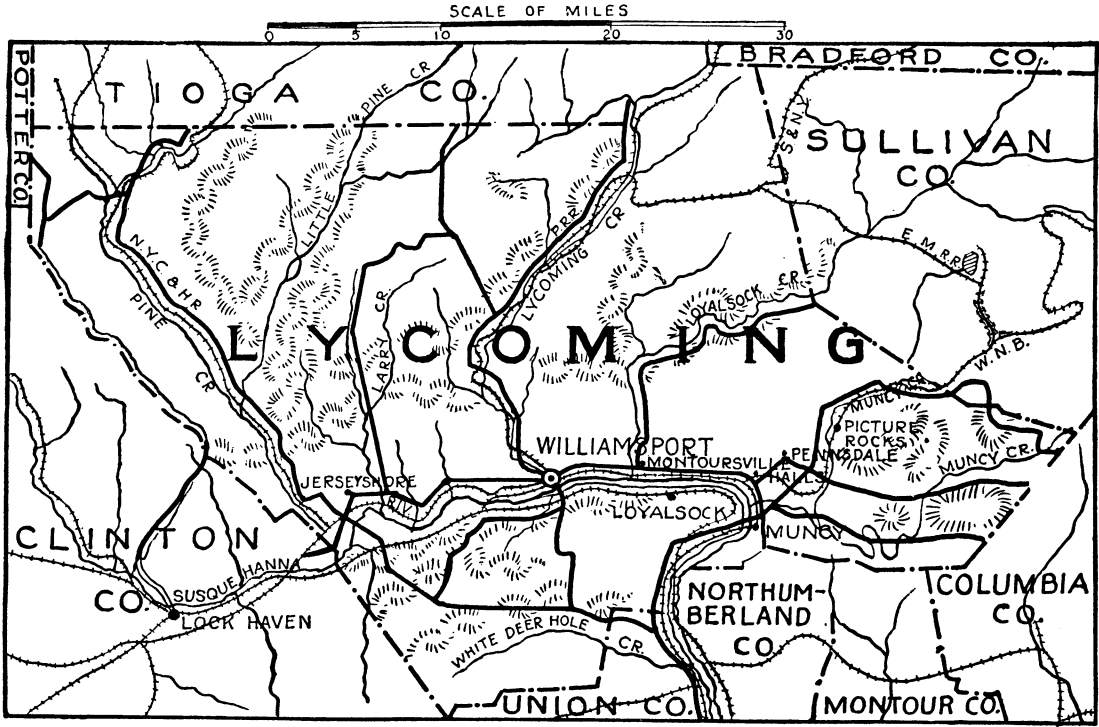 SCALE OF MILES
0 5 10 20 30
POTTER CO.
TIOGA CO.
BRADFORD CO.
LITTLE PINE CR.
S. & N.Y.
SULLIVAN
CO.
N.Y.C. & H.R.
PINE CR.
P.R.R.
LYCOMING CR.
E.M.R.R.
LOYALSOCK CR.
LARRY CR.
LYCOMING
W.N.B.
MUNCY CR.
PICTURE
ROCKS
WILLIAMSPORT
PENNSDALE
MONTOURSVILLE
HALLS
MUNCY CR.
JERSEYSHORE
RIV.
LOYALSOCK
MUNCY
CLINTON
CO.
SUSQUEHANNA
LOCK HAVEN
NORTHUM-
BERLAND
CO.
COLUMBIA
CO.
WHITE DEER HOLE CR.
UNION CO.
MONTOUR CO.